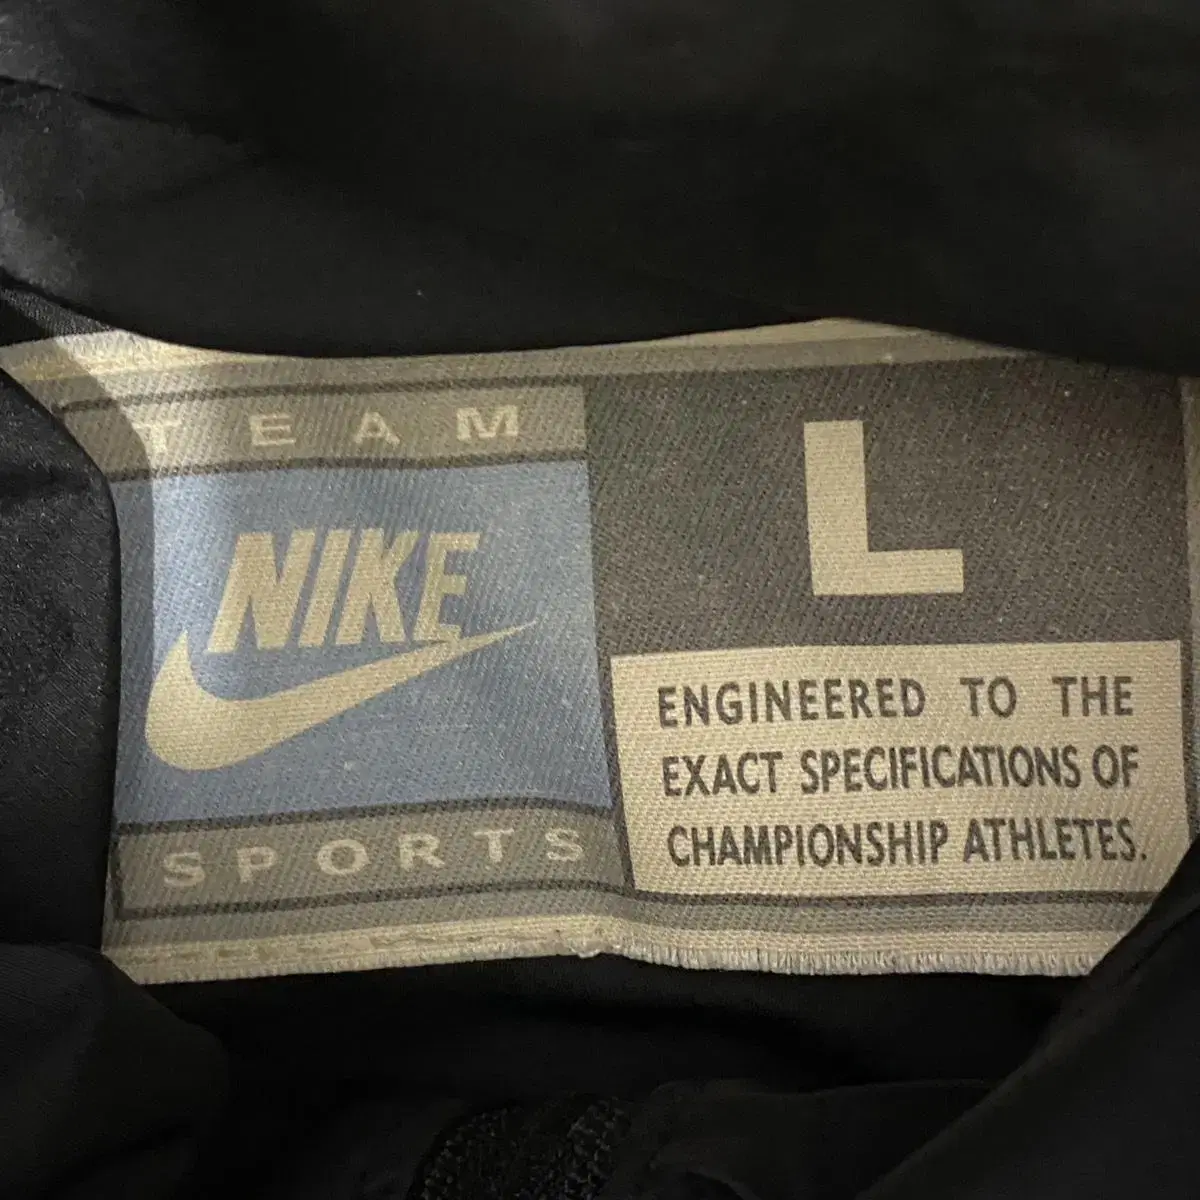 TEAM
NIKE
SPORTS
L
ENGINEERED TO THE
EXACT SPECIFICATIONS OF
CHAMPIONSHIP ATHLETES.